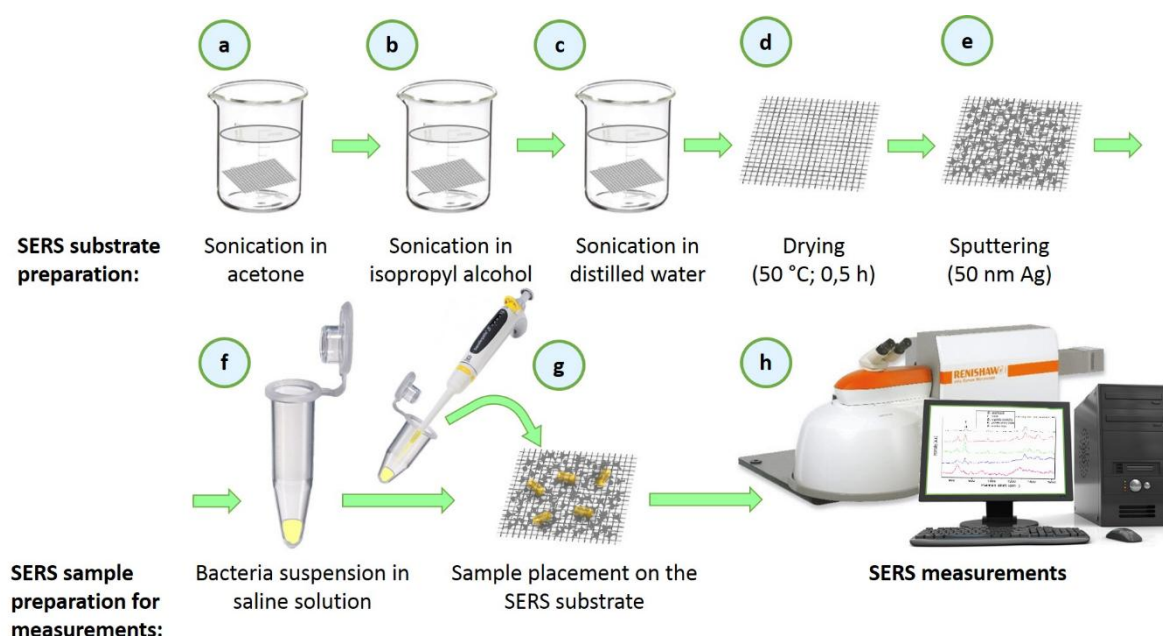 a
b
c
d
e
SERS substrate
preparation:
Sonication in
acetone
Sonication in
isopropyl alcohol
Sonication in
distilled water
Drying
(50 °C; 0,5 h)
Sputtering
(50 nm Ag)
f
g
h
RENISHAW
SERS sample
preparation for
measurements:
Bacteria suspension in
saline solution
Sample placement on the
SERS substrate
SERS measurements